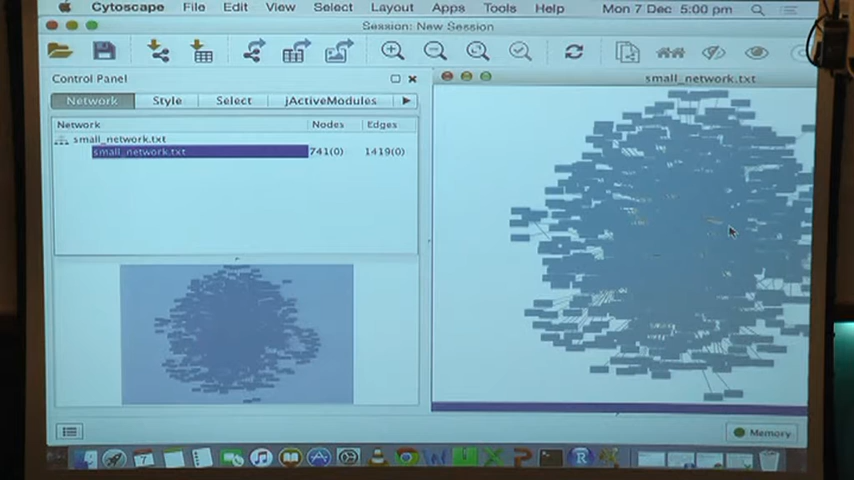 Cytoscape File Edit View Select Layout Apps Tools Help Mon 7 Dec 5:00 pm
Session: New Session
Control Panel
small_network.txt
Network Style Select jActiveModules
Network Nodes Edges
small_network.txt
small_network.txt 741(0) 1419(0)
Memory